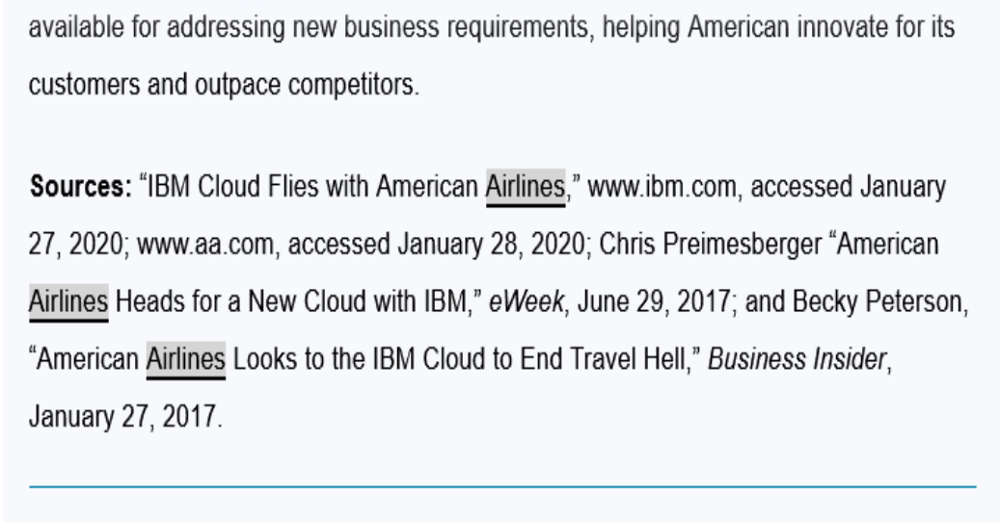 available for addressing new business requirements, helping American innovate for its
customers and outpace competitors.
Sources: “IBM Cloud Flies with American Airlines,” www.ibm.com, accessed January
27, 2020; www.aa.com, accessed January 28, 2020; Chris Preimesberger “American
Airlines Heads for a New Cloud with IBM,” eWeek, June 29, 2017; and Becky Peterson,
“American Airlines Looks to the IBM Cloud to End Travel Hell,” Business Insider,
January 27, 2017.